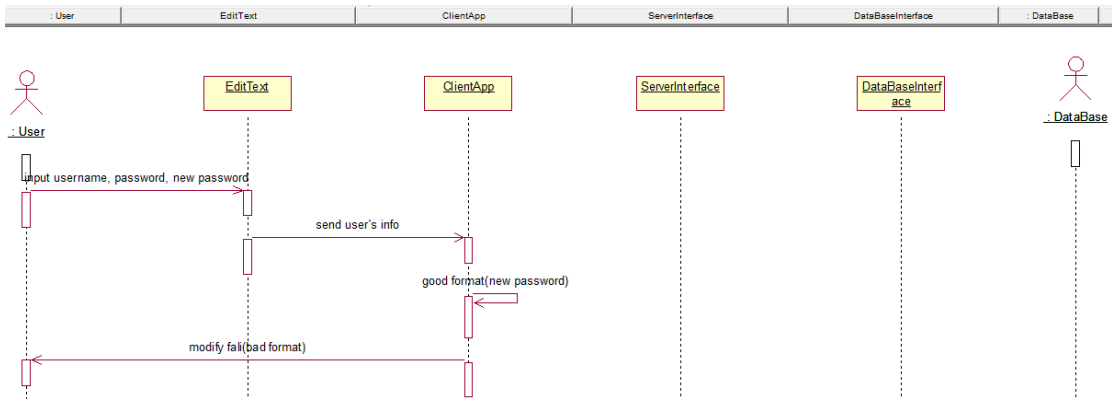 : User
EditText
ClientApp
ServerInterface
DataBaseInterface
: DataBase
EditText
ClientApp
ServerInterface
DataBaseInterf
ace
: User
: DataBase
input username, password, new password
send user's info
good format(new password)
modify fali(bad format)